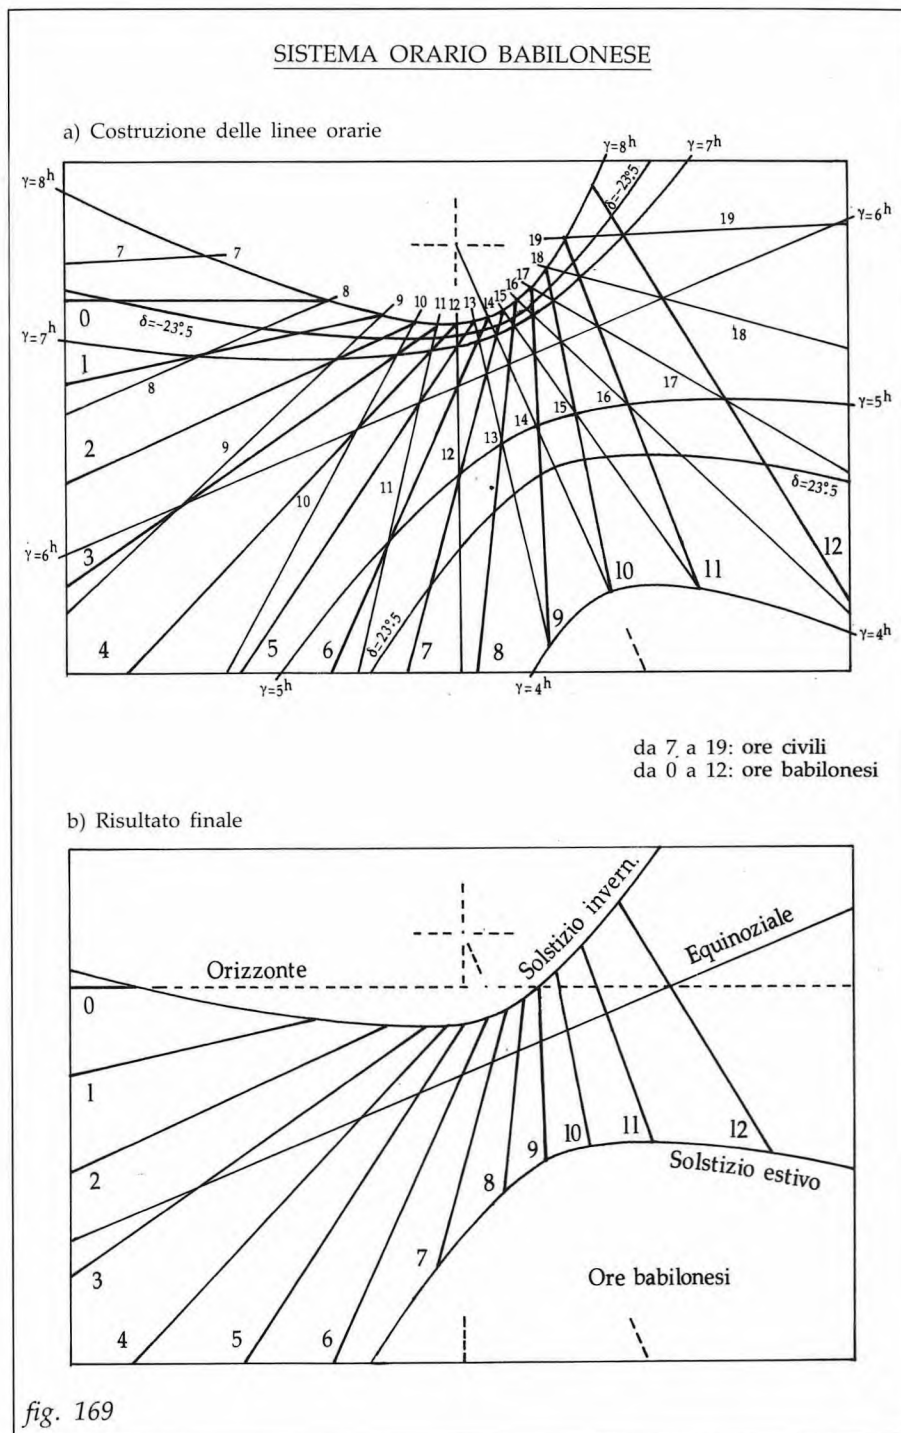 SISTEMA ORARIO BABILONESE
a) Costruzione delle linee orarie
γ=8ʰ
γ=7ʰ
γ=8ʰ
δ=-23°.5
γ=6ʰ
19
19
7
7
18
17
16
15
14
13
12
11
10
9
8
0
δ=-23°.5
γ=7ʰ
18
1
8
17
16
15
14
13
12
11
10
9
γ=5ʰ
2
δ=23°.5
γ=6ʰ
3
12
11
10
9
4
5
6
δ=23°.5
7
8
γ=4ʰ
γ=5ʰ
γ=4ʰ
da 7 a 19: ore civili
da 0 a 12: ore babilonesi
b) Risultato finale
Solstizio invern.
Equinoziale
Orizzonte
0
1
2
3
4
5
6
7
8
9
10
11
12
Solstizio estivo
Ore babilonesi
fig. 169